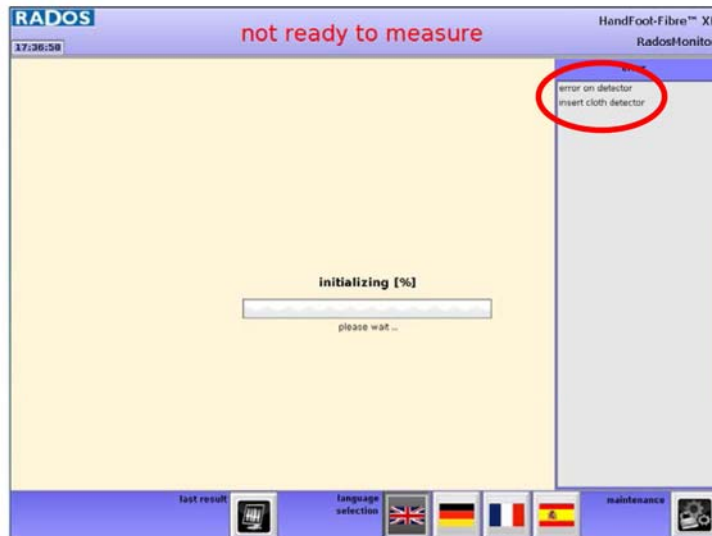 RADOS
not ready to measure
HandFoot-Fibre™
17:36:58
RadosMonito
error on detector
insert cloth detector
initializing [%]
please wait ...
last result
language
selection
maintenance